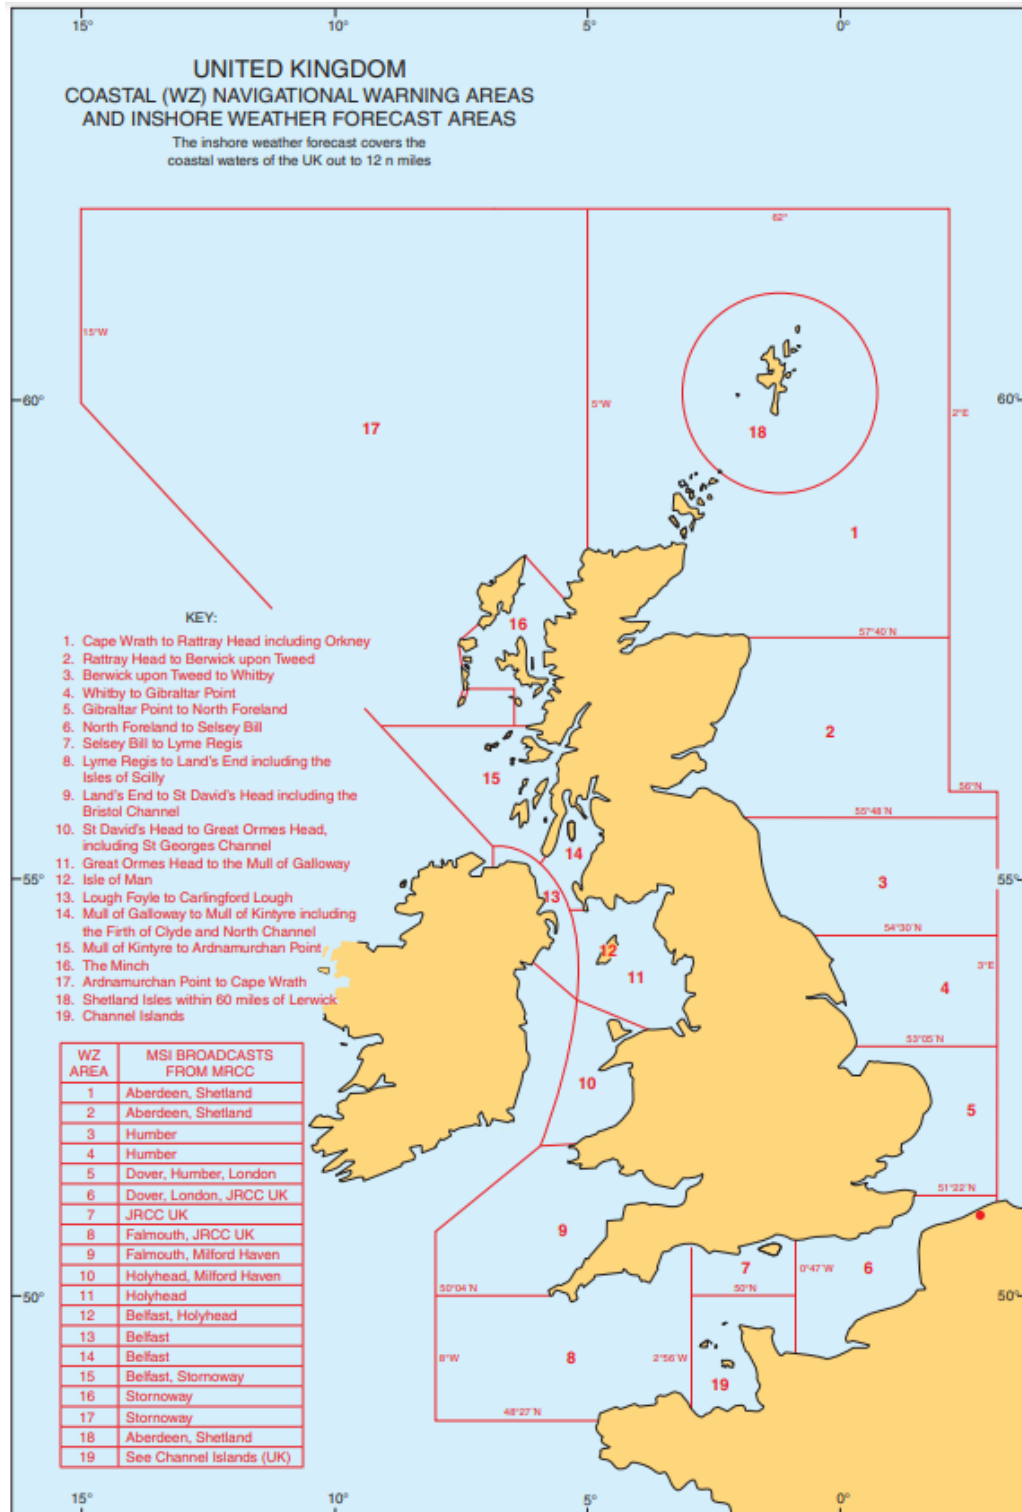 15° 10° 5° 0°
UNITED KINGDOM
COASTAL (WZ) NAVIGATIONAL WARNING AREAS
AND INSHORE WEATHER FORECAST AREAS
The inshore weather forecast covers the
coastal waters of the UK out to 12 n miles
62°
15°W
60°
5°W
60°
2°E
17
18
1
KEY:
1. Cape Wrath to Rattray Head including Orkney
2. Rattray Head to Berwick upon Tweed
3. Berwick upon Tweed to Whitby
4. Whitby to Gibraltar Point
5. Gibraltar Point to North Foreland
6. North Foreland to Selsey Bill
7. Selsey Bill to Lyme Regis
8. Lyme Regis to Land's End including the
Isles of Scilly
9. Land's End to St David's Head including the
Bristol Channel
10. St David's Head to Great Ormes Head,
including St Georges Channel
11. Great Ormes Head to the Mull of Galloway
12. Isle of Man
13. Lough Foyle to Carlingford Lough
14. Mull of Galloway to Mull of Kintyre including
the Firth of Clyde and North Channel
15. Mull of Kintyre to Ardnamurchan Point
16. The Minch
17. Ardnamurchan Point to Cape Wrath
18. Shetland Isles within 60 miles of Lerwick
19. Channel Islands
16
57°40´N
2
15
56°N
55°48´N
14
55°
13
3
55°
54°30´N
12
11
3°E
4
53°05´N
10
5
51°22´N
9
7
0°47´W
6
50°04´N
50°N
50°
50°
8°W
8
2°56´W
19
48°27´N
WZ AREA MSI BROADCASTS FROM MRCC
1 Aberdeen, Shetland
2 Aberdeen, Shetland
3 Humber
4 Humber
5 Dover, Humber, London
6 Dover, London, JRCC UK
7 JRCC UK
8 Falmouth, JRCC UK
9 Falmouth, Milford Haven
10 Holyhead, Milford Haven
11 Holyhead
12 Belfast, Holyhead
13 Belfast
14 Belfast
15 Belfast, Stornoway
16 Stornoway
17 Stornoway
18 Aberdeen, Shetland
19 See Channel Islands (UK)
15° 10° 5° 0°